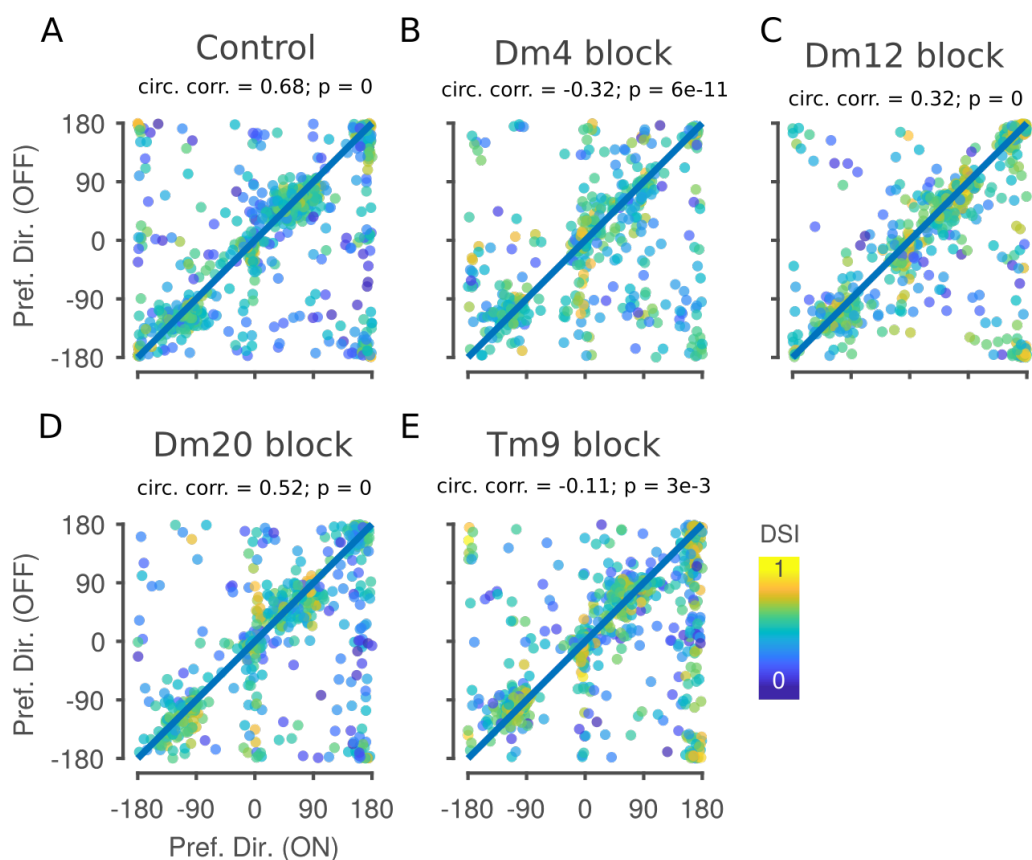 A
Control
circ. corr. = 0.68; p = 0
B
Dm4 block
circ. corr. = -0.32; p = 6e-11
C
Dm12 block
circ. corr. = 0.32; p = 0
Pref. Dir. (OFF)
180
90
0
-90
-180
D
Dm20 block
circ. corr. = 0.52; p = 0
E
Tm9 block
circ. corr. = -0.11; p = 3e-3
Pref. Dir. (OFF)
180
90
0
-90
-180
-180 -90 0 90 180
Pref. Dir. (ON)
-180 -90 0 90 180
DSI
1
0